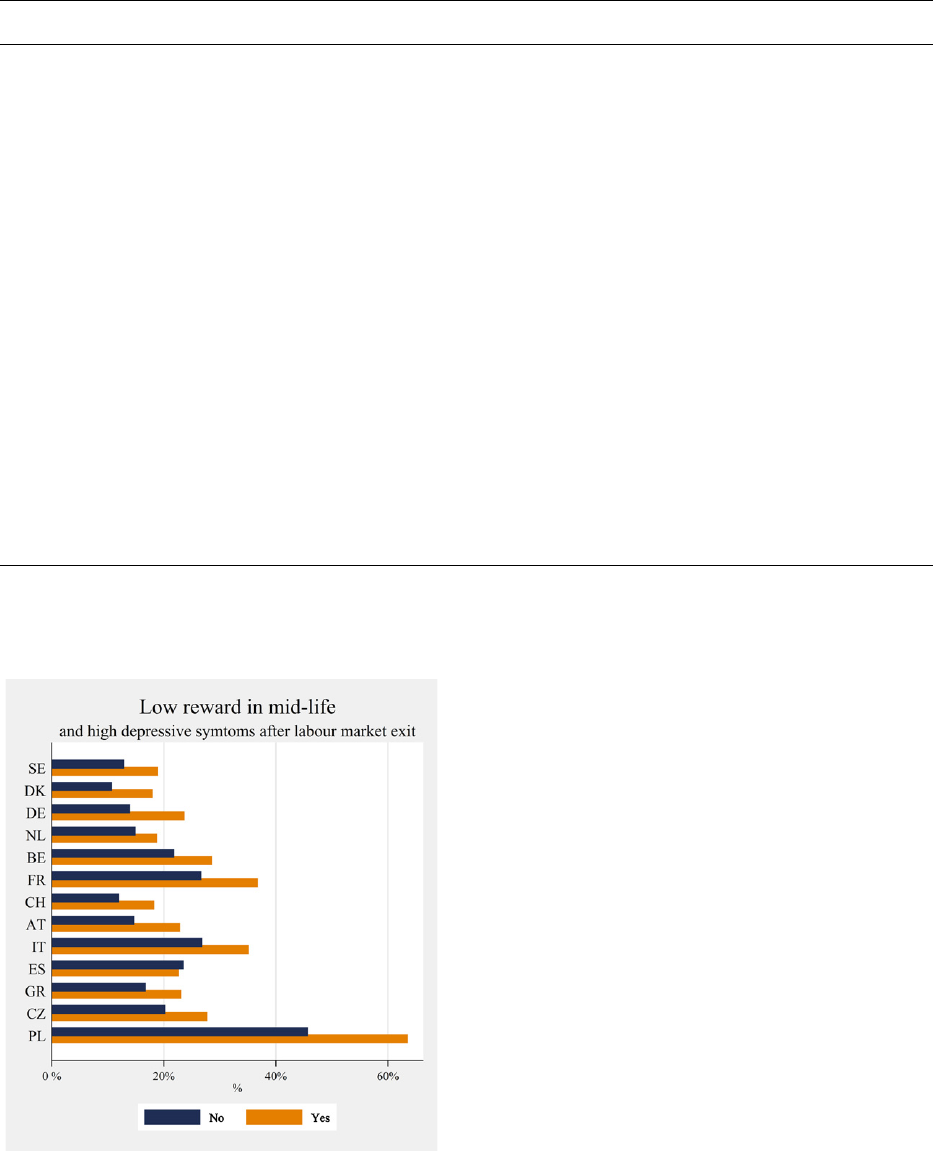 Low reward in mid-life
and high depressive symtoms after labour market exit
SE
DK
DE
NL
BE
FR
CH
AT
IT
ES
GR
CZ
PL
0 % 20% 40% 60%
%
No Yes